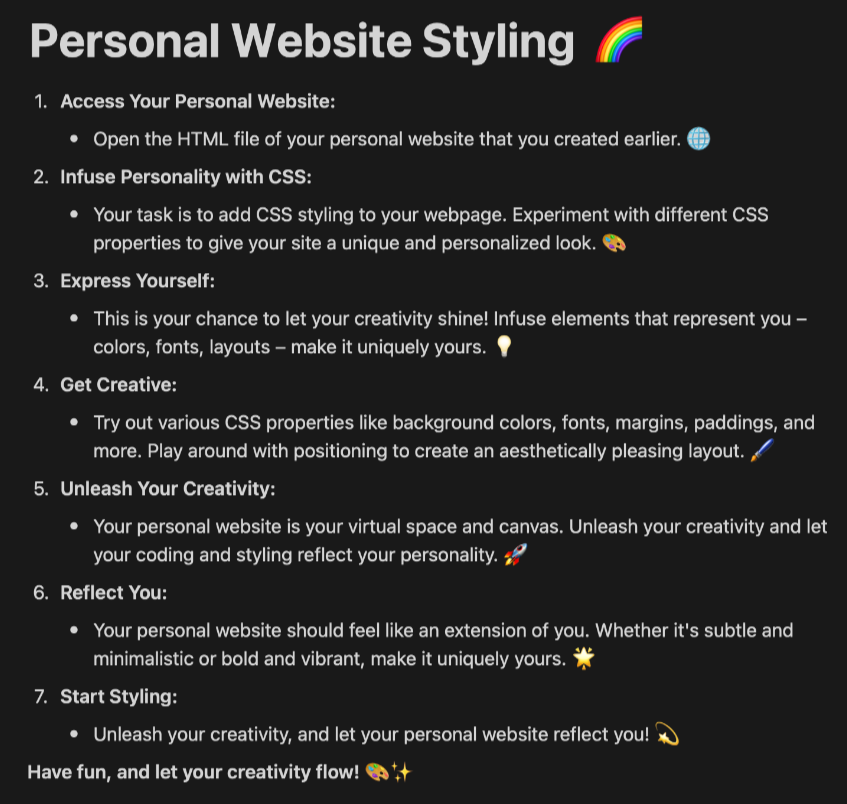 Personal Website Styling 🌈
1. Access Your Personal Website:
• Open the HTML file of your personal website that you created earlier. 🌐
2. Infuse Personality with CSS:
• Your task is to add CSS styling to your webpage. Experiment with different CSS
properties to give your site a unique and personalized look. 🎨
3. Express Yourself:
• This is your chance to let your creativity shine! Infuse elements that represent you –
colors, fonts, layouts – make it uniquely yours. 💡
4. Get Creative:
• Try out various CSS properties like background colors, fonts, margins, paddings, and
more. Play around with positioning to create an aesthetically pleasing layout. 🖌️
5. Unleash Your Creativity:
• Your personal website is your virtual space and canvas. Unleash your creativity and let
your coding and styling reflect your personality. 🚀
6. Reflect You:
• Your personal website should feel like an extension of you. Whether it's subtle and
minimalistic or bold and vibrant, make it uniquely yours. 🌟
7. Start Styling:
• Unleash your creativity, and let your personal website reflect you! 💫
Have fun, and let your creativity flow! 🎨✨